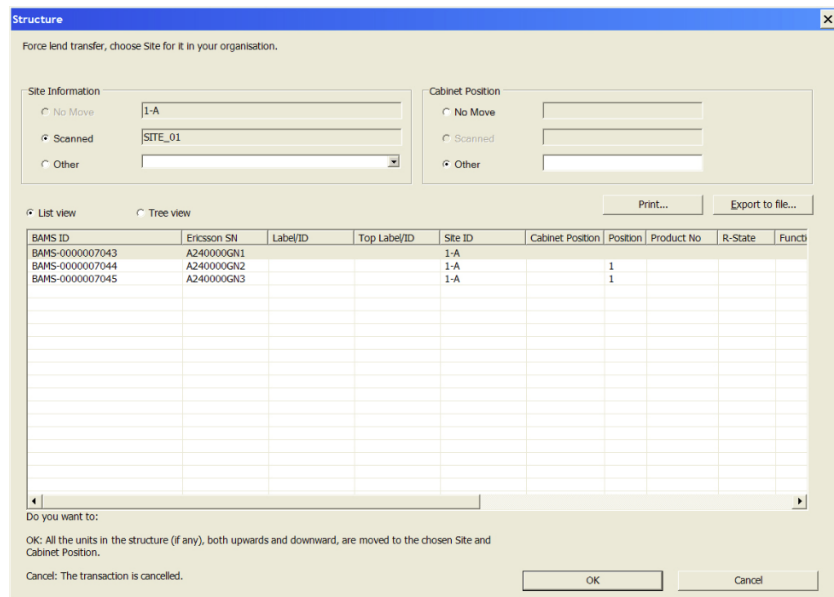 Structure
Force lend transfer, choose Site for it in your organisation.
Site Information
No Move 1-A
Scanned SITE_01
Other
Cabinet Position
No Move
Scanned
Other
List view Tree view Print... Export to file...
BAMS ID Ericsson SN Label/ID Top Label/ID Site ID Cabinet Position Position Product No R-State Functi
BAMS-0000007043 A240000GN1 1-A
BAMS-0000007044 A240000GN2 1-A 1
BAMS-0000007045 A240000GN3 1-A 1
Do you want to:
OK: All the units in the structure (if any), both upwards and downward, are moved to the chosen Site and
Cabinet Position.
Cancel: The transaction is cancelled.
OK Cancel